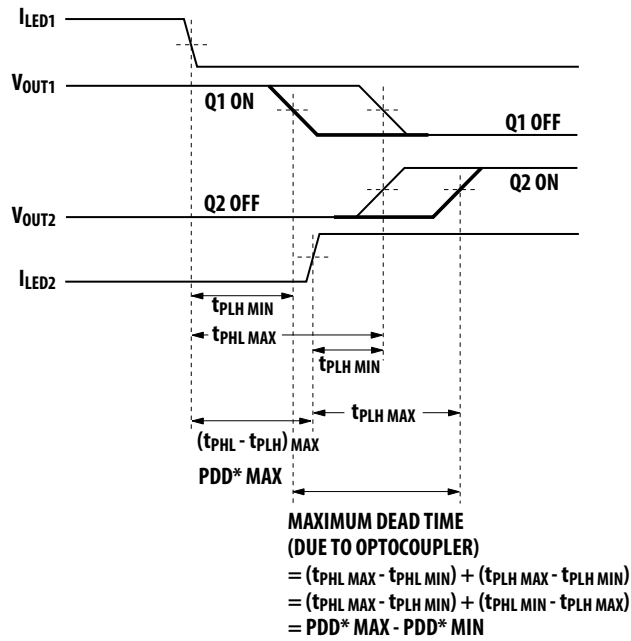 ILED1
VOUT1
Q1 ON
Q1 OFF
Q2 OFF
Q2 ON
VOUT2
ILED2
tPLH MIN
tPHL MAX
tPLH MIN
tPLH MAX
(tPHL - tPLH) MAX
PDD* MAX
MAXIMUM DEAD TIME
(DUE TO OPTOCOUPLER)
= (tPHL MAX - tPHL MIN) + (tPLH MAX - tPLH MIN)
= (tPHL MAX - tPLH MIN) + (tPHL MIN - tPLH MAX)
= PDD* MAX - PDD* MIN